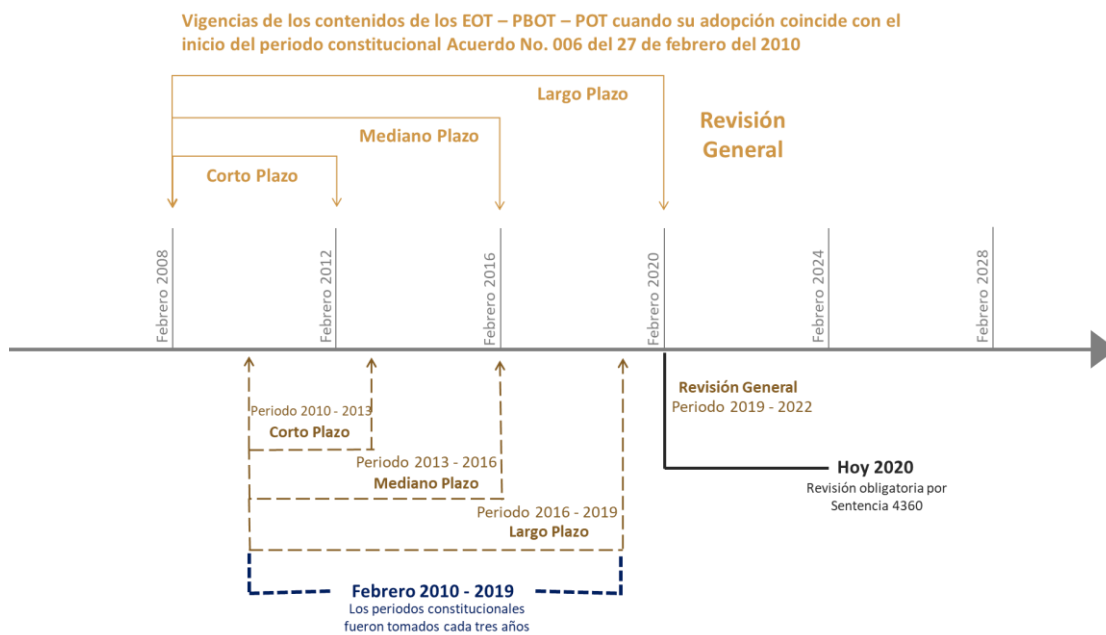 Vigencias de los contenidos de los EOT – PBOT – POT cuando su adopción coincide con el
inicio del periodo constitucional Acuerdo No. 006 del 27 de febrero del 2010
Largo Plazo
Mediano Plazo
Corto Plazo
Revisión
General
Febrero 2008
Febrero 2012
Febrero 2016
Febrero 2020
Febrero 2024
Febrero 2028
Periodo 2010 - 2013
Corto Plazo
Periodo 2013 - 2016
Mediano Plazo
Periodo 2016 - 2019
Largo Plazo
Revisión General
Periodo 2019 - 2022
Hoy 2020
Revisión obligatoria por
Sentencia 4360
Febrero 2010 - 2019
Los periodos constitucionales
fueron tomados cada tres años